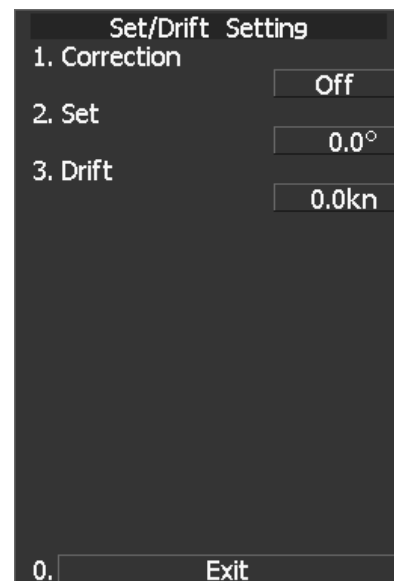 Set/Drift Setting
1. Correction
Off
2. Set
0.0°
3. Drift
0.0kn
0. Exit